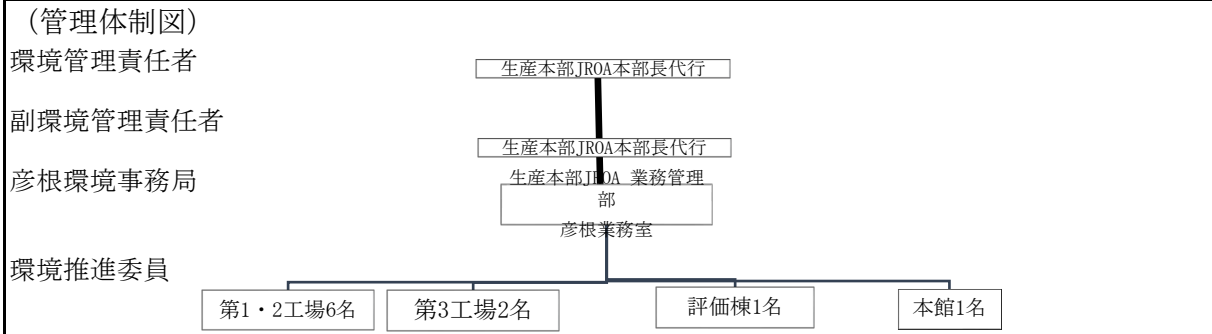 (管理体制図)
環境管理責任者
生産本部JROA本部長代行
副環境管理責任者
生産本部JROA本部長代行
彦根環境事務局
生産本部JROA 業務管理
部
彦根業務室
環境推進委員
第1・2工場6名
第3工場2名
評価棟1名
本館1名